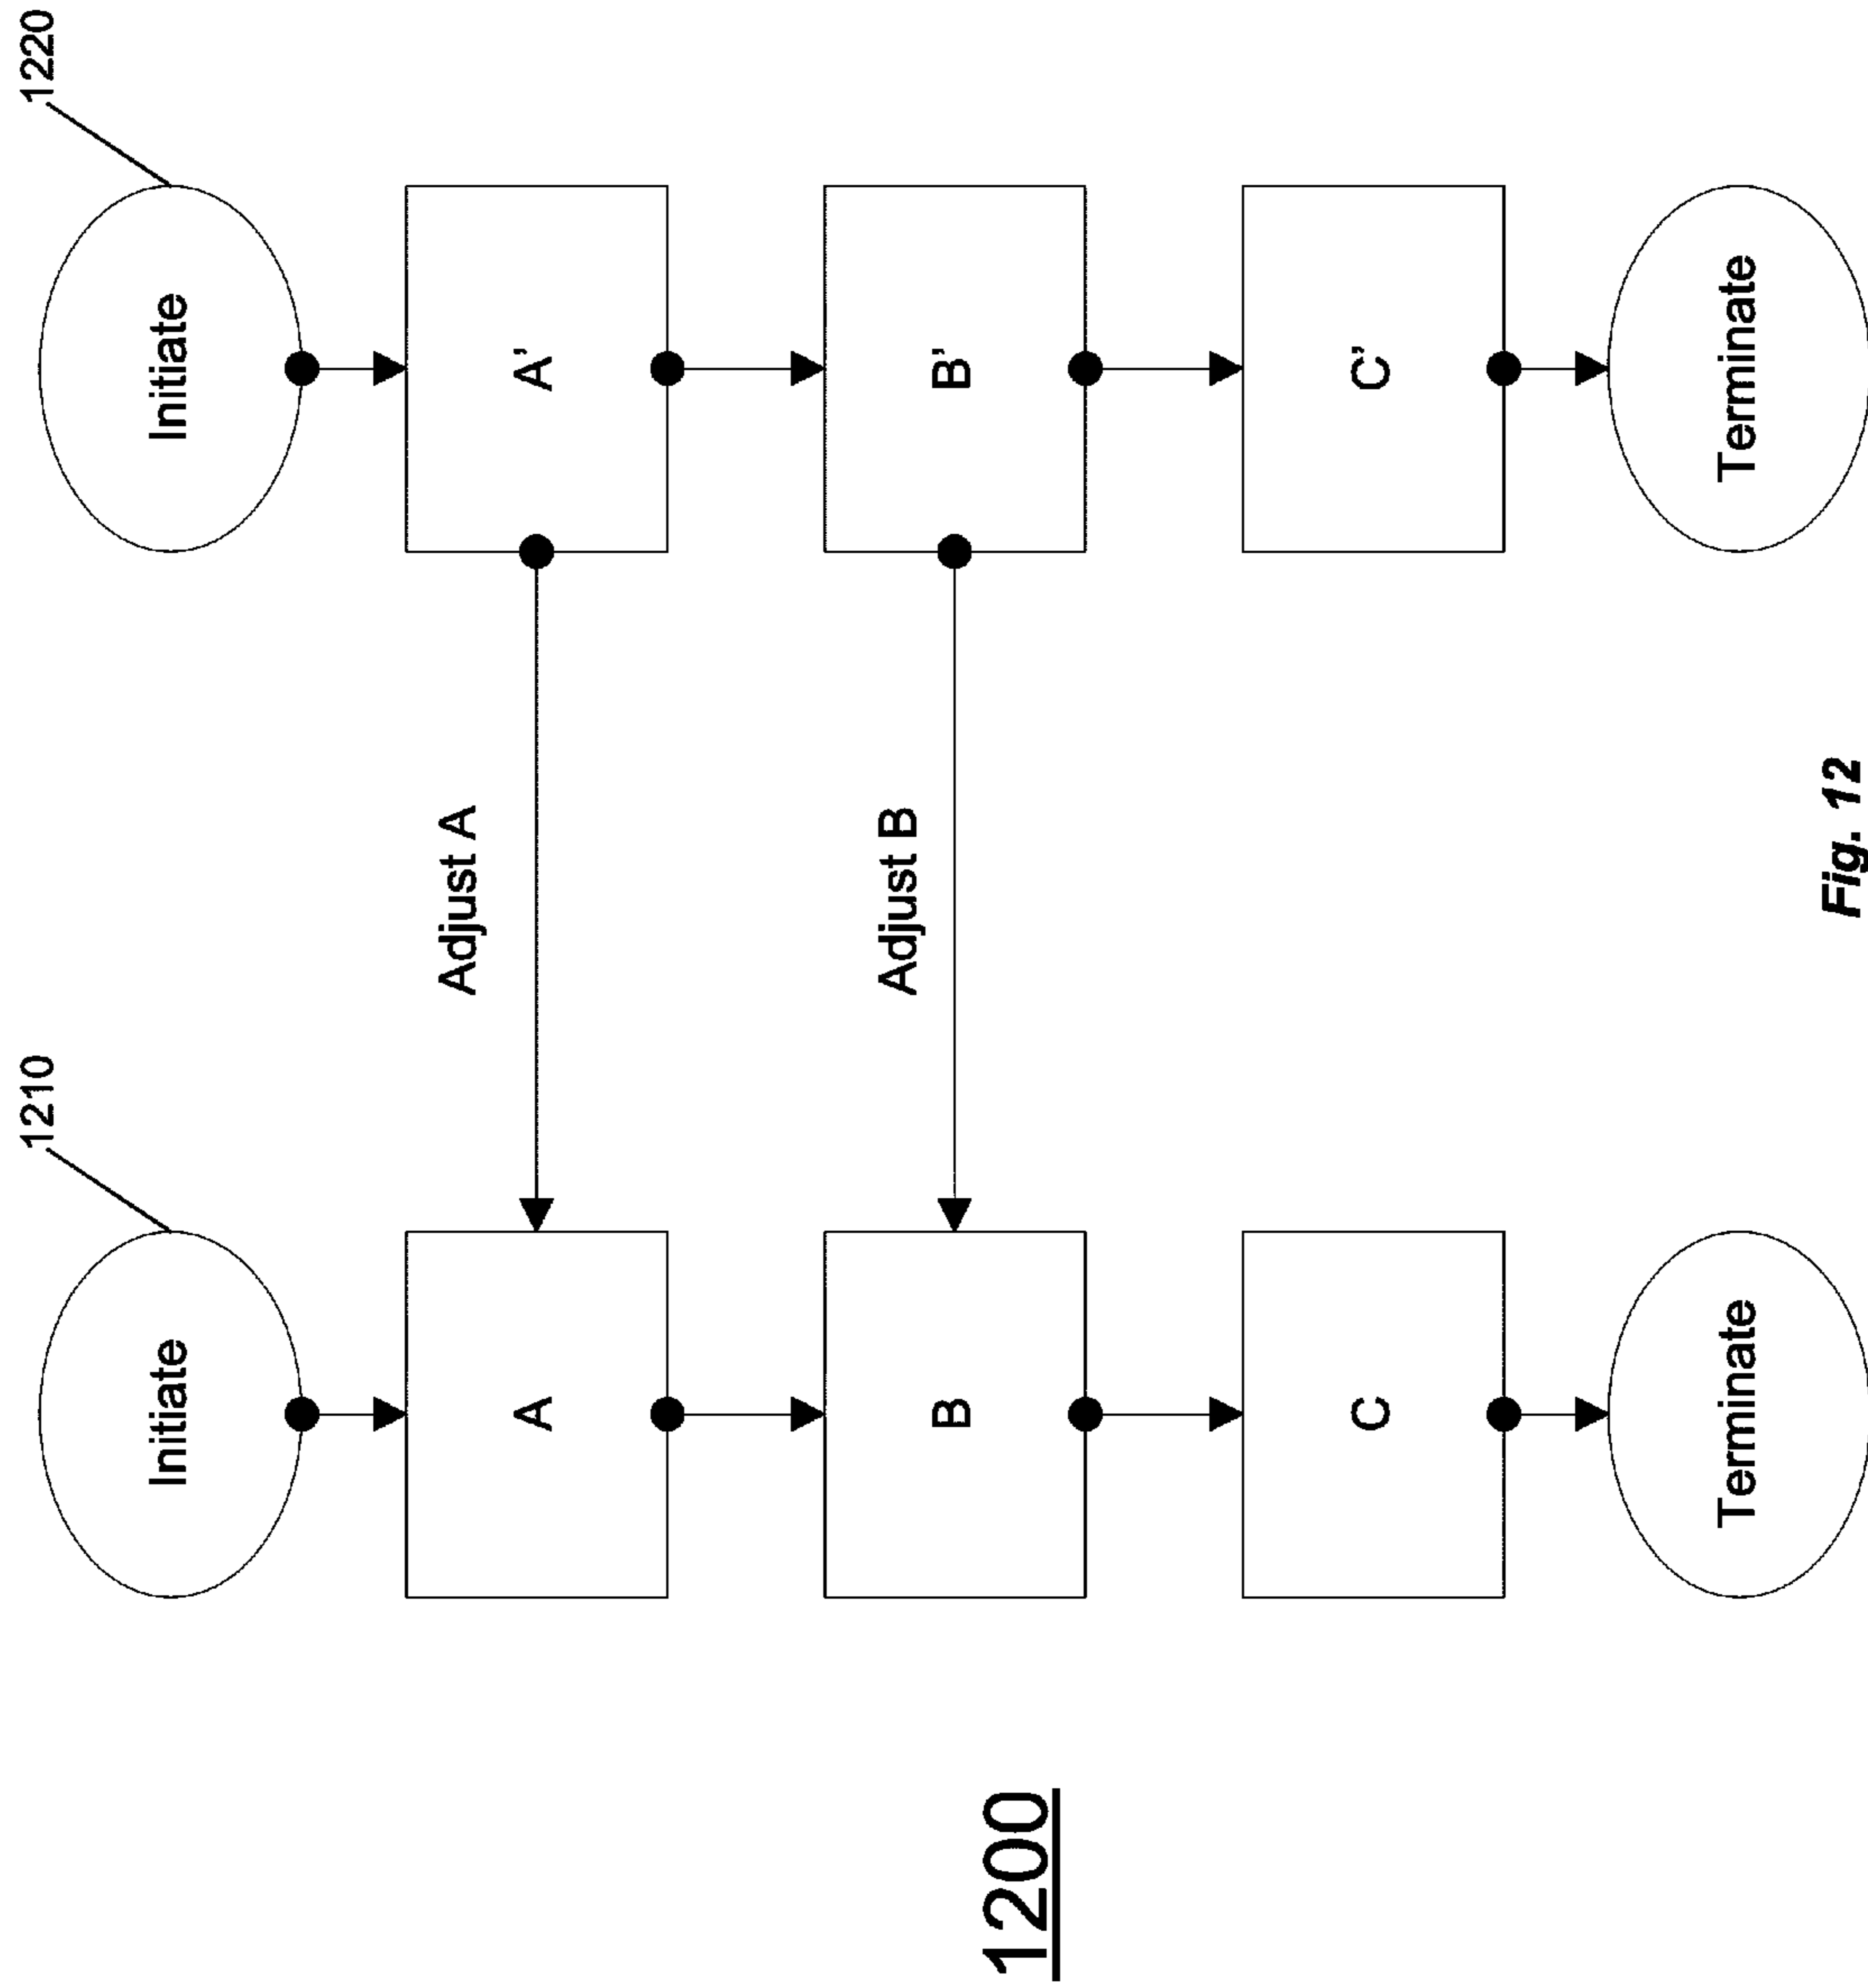 1210
1220
Initiate
Initiate
Adjust A
A
A'
Adjust B
B
B'
1200
C
C'
Terminate
Terminate
Fig. 12